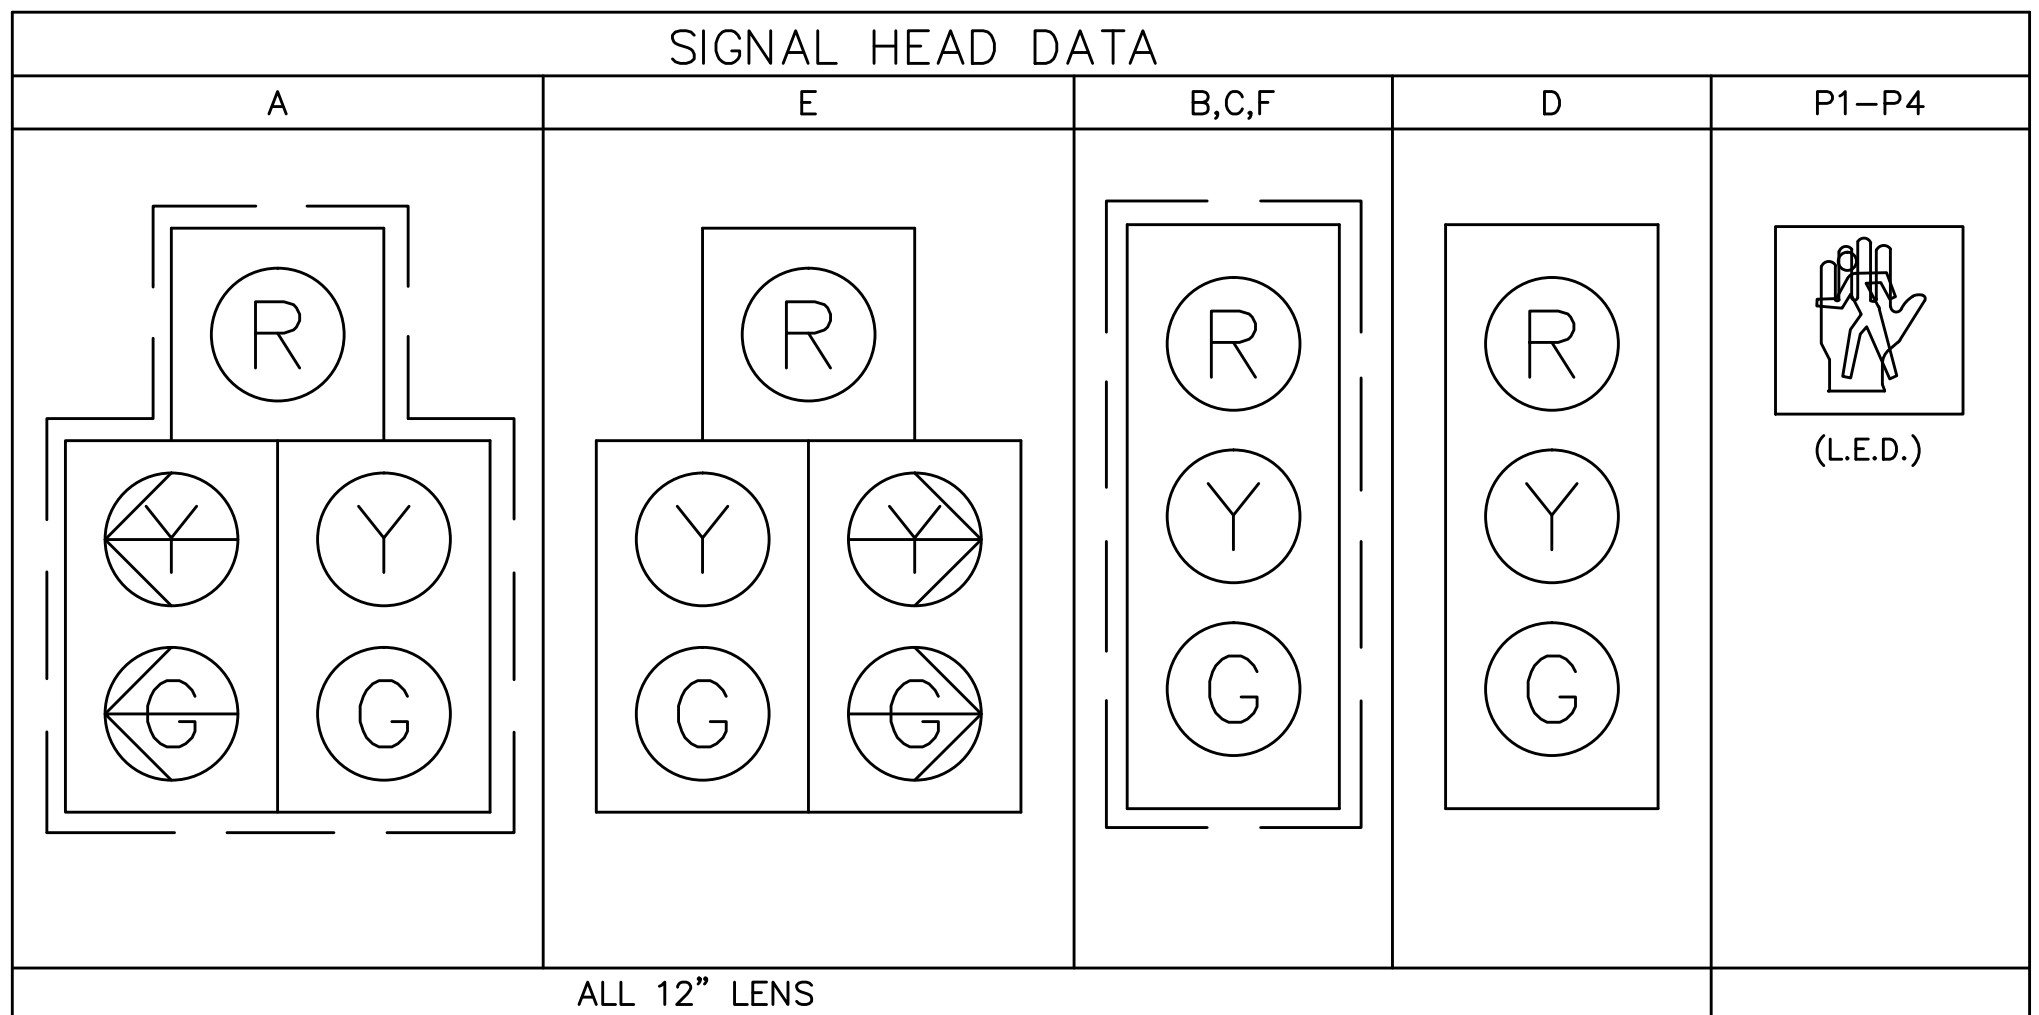 SIGNAL HEAD DATA
A E B,C,F D P1-P4
R R R R
(L.E.D.)
Y Y Y Y Y Y
G G G G G G
ALL 12" LENS